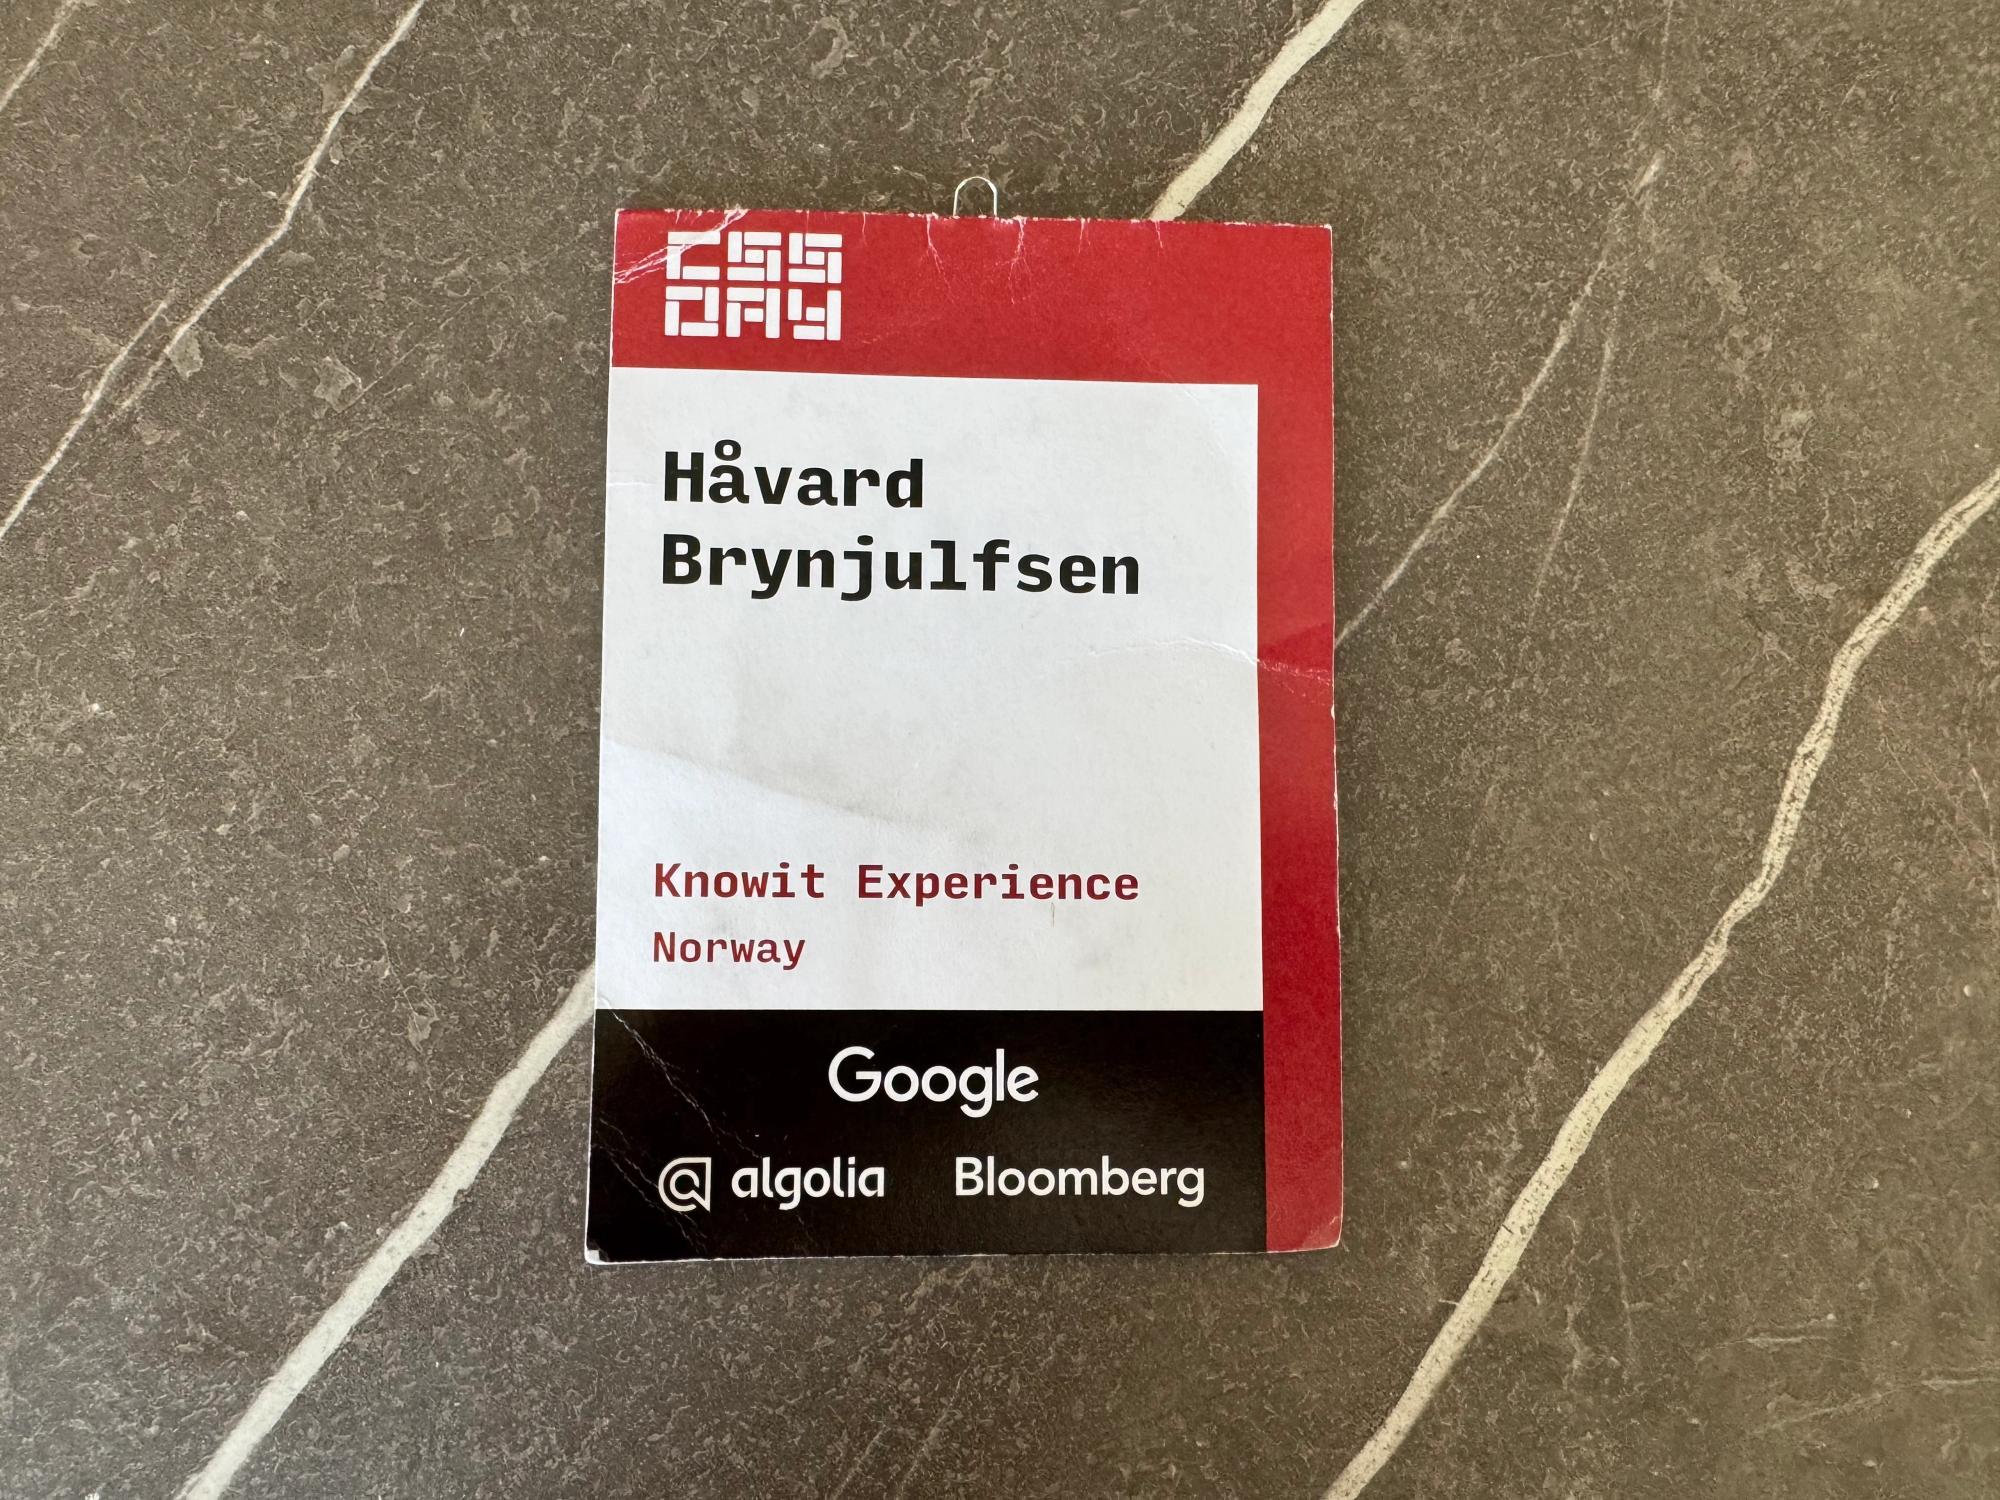 CSS
DAY
Håvard
Brynjulfsen
Knowit Experience
Norway
Google
algolia Bloomberg